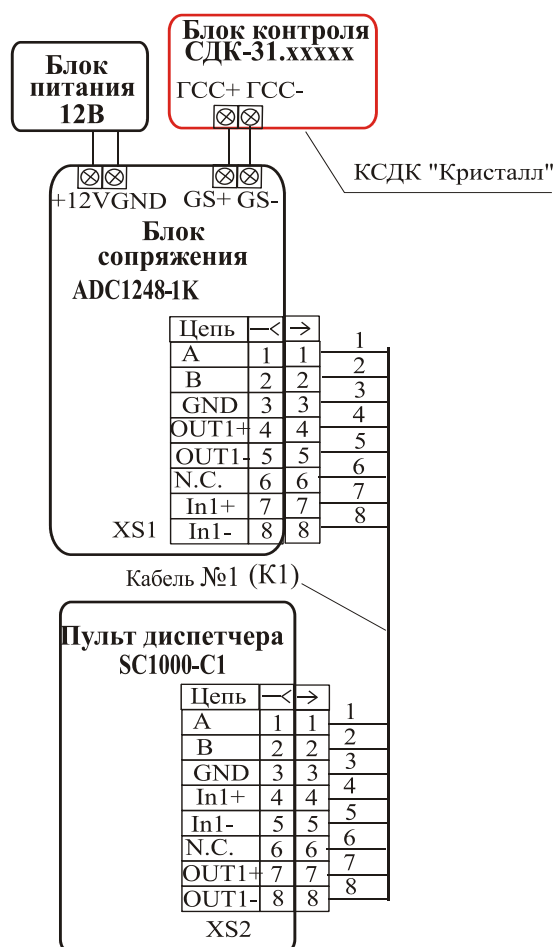 Блок питания 12В
Блок контроля
СДК-31.xxxxx
ГСС+ ГСС-
КСДК "Кристалл"
+12VGND GS+ GS-
Блок
сопряжения
ADC1248-1K
Цепь –< →
A 1 1 1
B 2 2 2
GND 3 3 3
OUT1+ 4 4 4
OUT1- 5 5 5
N.C. 6 6 6
In1+ 7 7 7
XS1 In1- 8 8 8
Кабель №1 (К1)
Пульт диспетчера
SC1000-C1
Цепь –< →
A 1 1 1
B 2 2 2
GND 3 3 3
In1+ 4 4 4
In1- 5 5 5
N.C. 6 6 6
OUT1+ 7 7 7
OUT1- 8 8 8
XS2